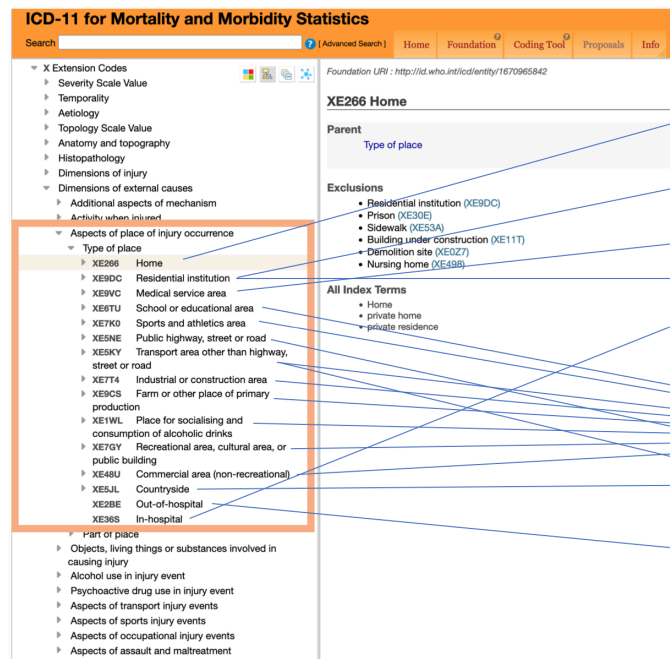 ICD-11 for Mortality and Morbidity Statistics
Search ? [ Advanced Search ] Home Foundation ? Coding Tool ? Proposals Info
X Extension Codes
Severity Scale Value
Temporality
Aetiology
Topology Scale Value
Anatomy and topography
Histopathology
Dimensions of injury
Dimensions of external causes
Additional aspects of mechanism
Activity when injured
Aspects of place of injury occurrence
Type of place
XE266 Home
XE9DC Residential institution
XE9VC Medical service area
XE6TU School or educational area
XE7K0 Sports and athletics area
XE5NE Public highway, street or road
XE5KY Transport area other than highway,
street or road
XE7T4 Industrial or construction area
XE9CS Farm or other place of primary
production
XE1WL Place for socialising and
consumption of alcoholic drinks
XE7GY Recreational area, cultural area, or
public building
XE48U Commercial area (non-recreational)
XE5JL Countryside
XE2BE Out-of-hospital
XE36S In-hospital
Part of place
Objects, living things or substances involved in
causing injury
Alcohol use in injury event
Psychoactive drug use in injury event
Aspects of transport injury events
Aspects of sports injury events
Aspects of occupational injury events
Aspects of assault and maltreatment
Foundation URI : http://id.who.int/icd/entity/1670965842
XE266 Home
Parent
Type of place
Exclusions
Residential institution (XE9DC)
Prison (XE30E)
Sidewalk (XE53A)
Building under construction (XE11T)
Demolition site (XE0Z7)
Nursing home (XE498)
All Index Terms
Home
private home
private residence